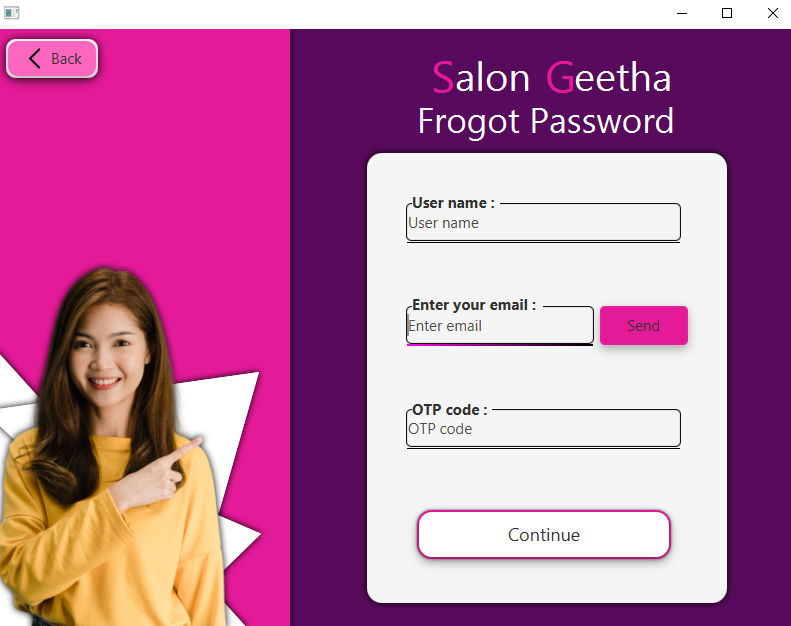 Back
Salon Geetha
Frogot Password
User name :
User name
Enter your email :
Enter email
Send
OTP code :
OTP code
Continue